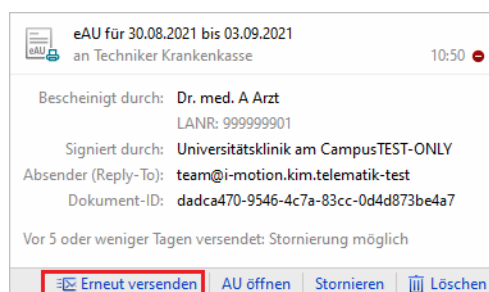 eAU für 30.08.2021 bis 03.09.2021
eAU an Techniker Krankenkasse 10:50
Bescheinigt durch: Dr. med. A Arzt
LANR: 999999901
Signiert durch: Universitätsklinik am CampusTEST-ONLY
Absender (Reply-To): team@i-motion.kim.telematik-test
Dokument-ID: dadca470-9546-4c7a-83cc-0d4d873be4a7
Vor 5 oder weniger Tagen versendet: Stornierung möglich
Erneut versenden AU öffnen Stornieren Löschen